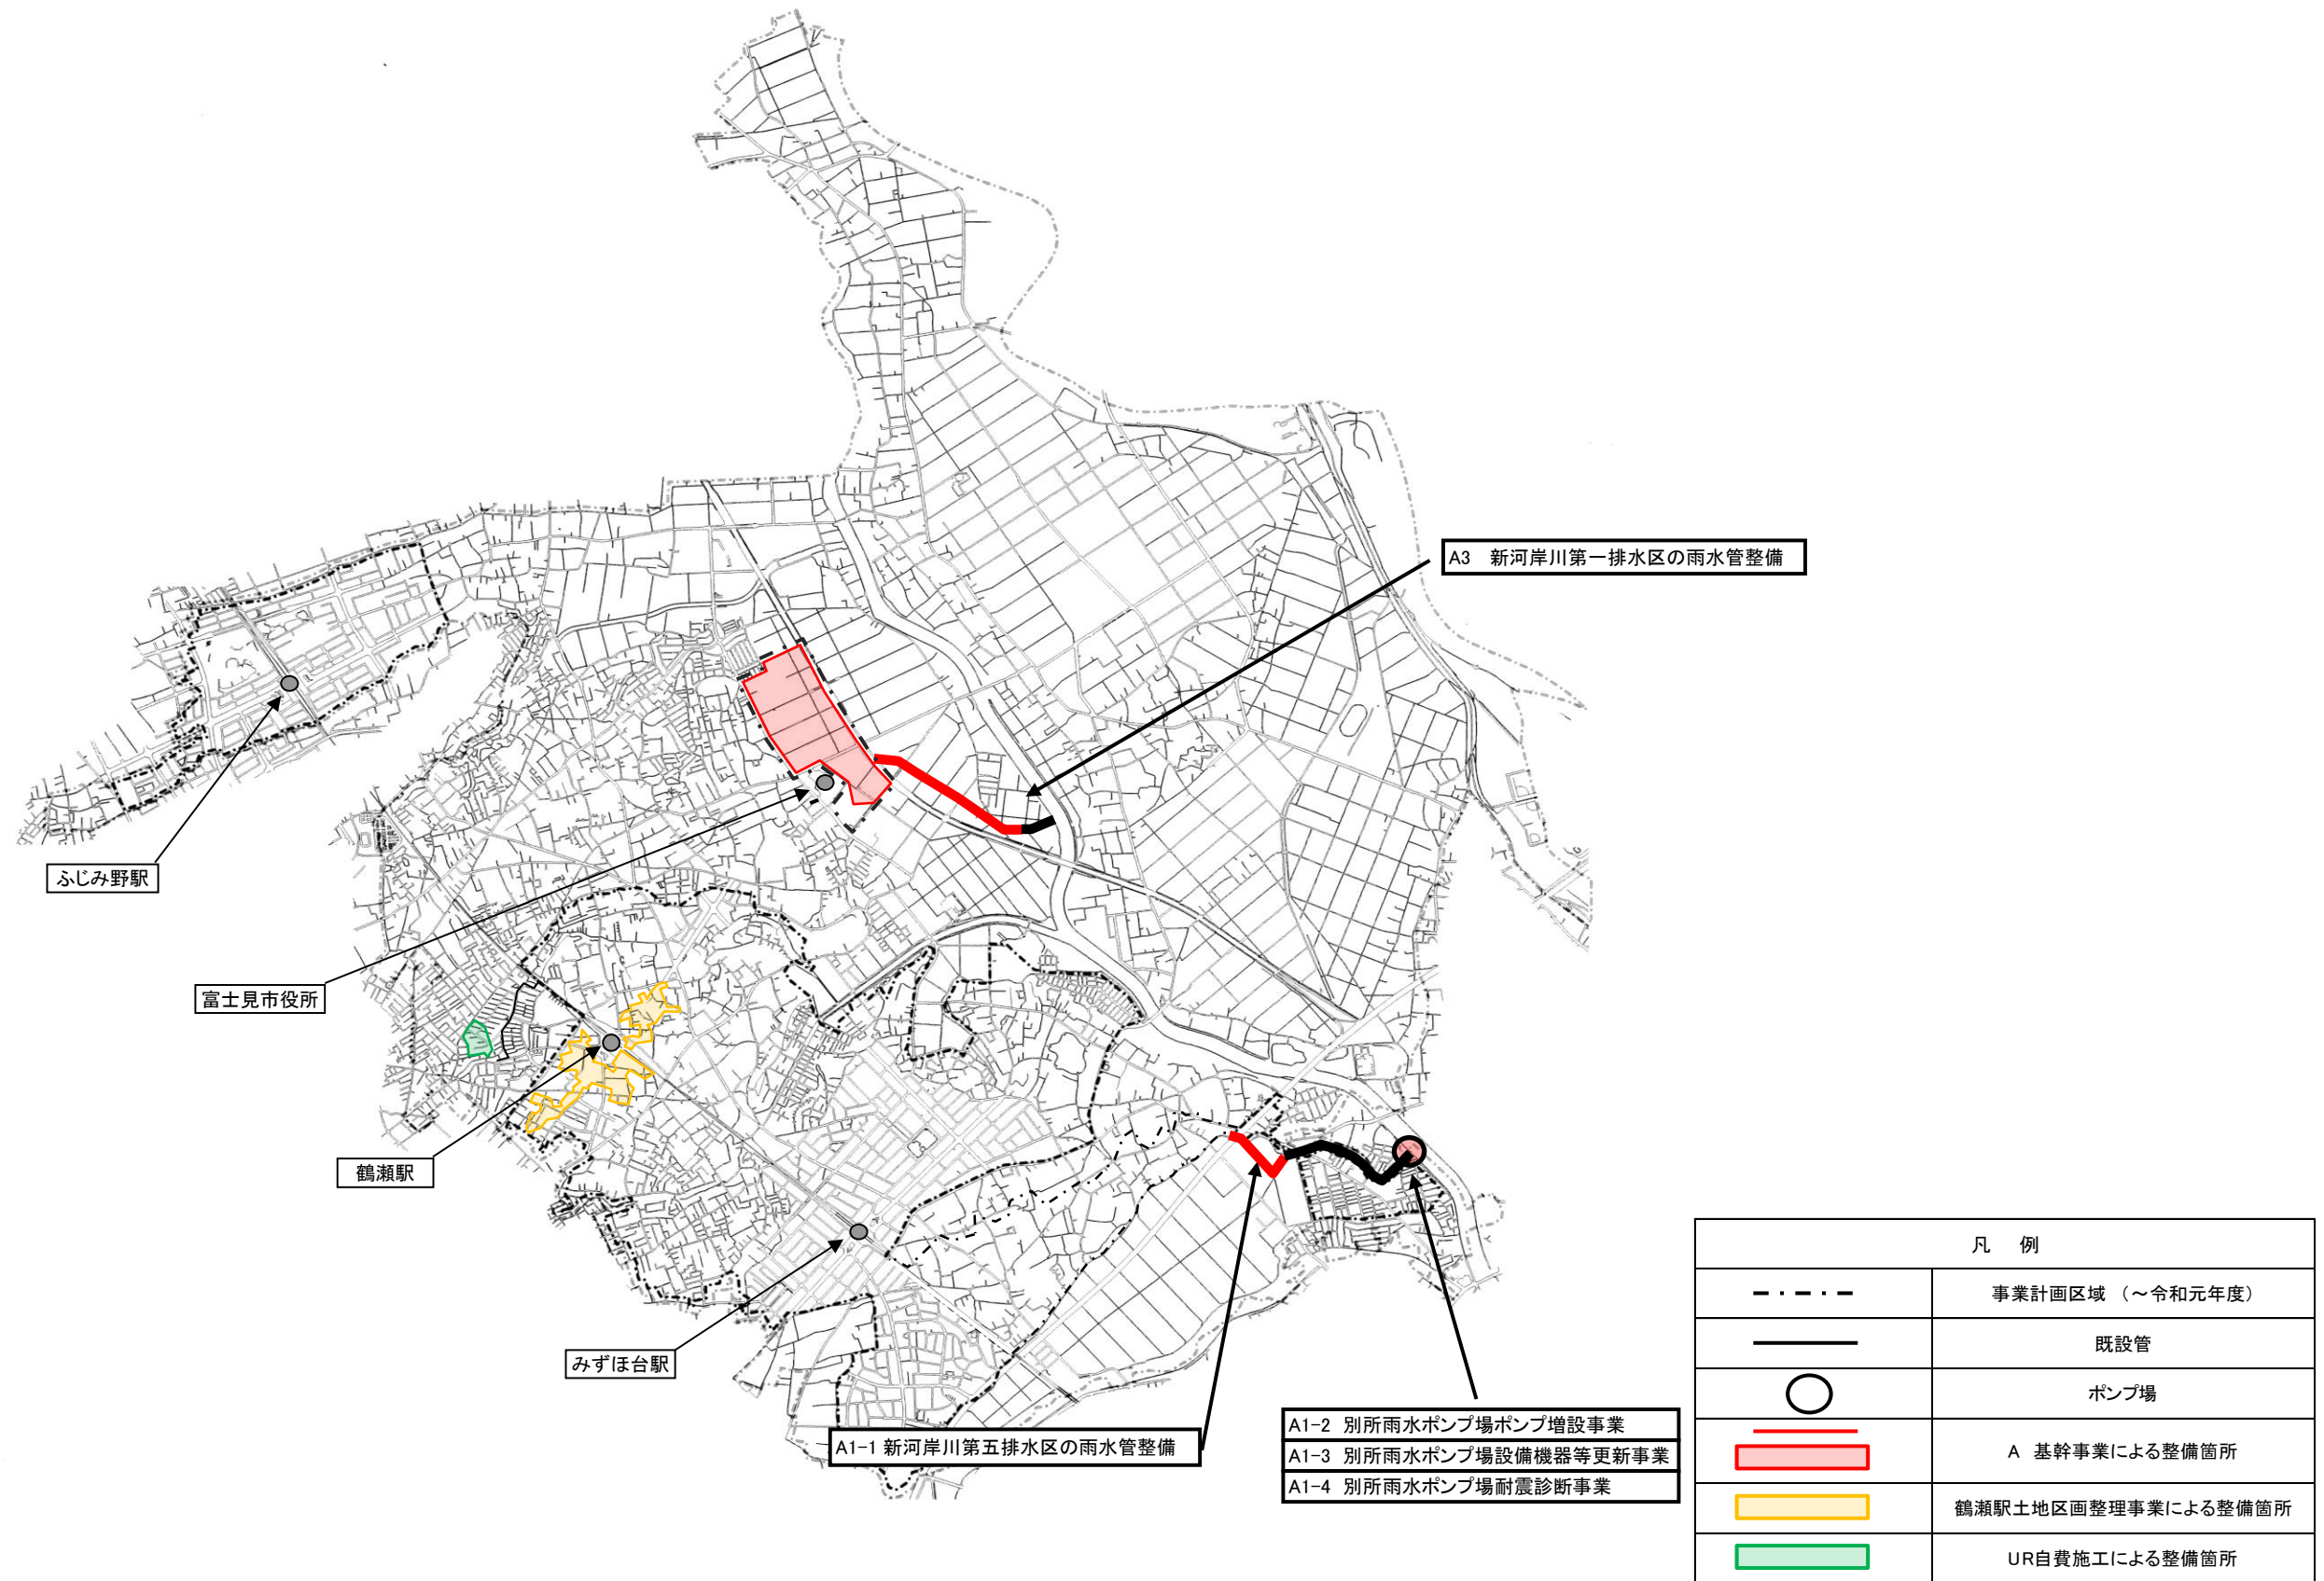 A3 新河岸川第一排水区の雨水管整備
ふじみ野駅
富士見市役所
鶴瀬駅
みずほ台駅
A1-1 新河岸川第五排水区の雨水管整備
A1-2 別所雨水ポンプ場ポンプ増設事業
A1-3 別所雨水ポンプ場設備機器等更新事業
A1-4 別所雨水ポンプ場耐震診断事業
凡 例
事業計画区域 (~令和元年度)
既設管
ポンプ場
A 基幹事業による整備箇所
鶴瀬駅土地区画整理事業による整備箇所
UR自費施工による整備箇所